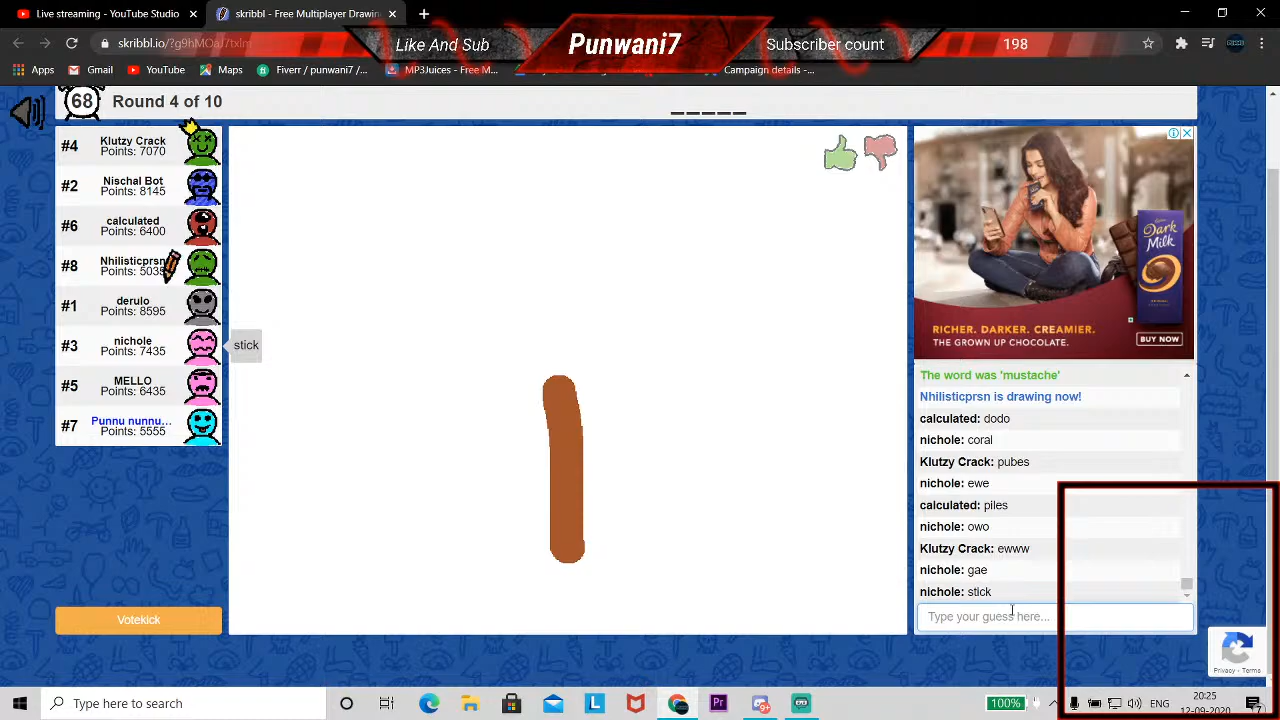 Live streaming - YouTube Studio
skribbl - Free Multiplayer Drawin
skribbl.io/?g9hMOaJ7txlm
Like And Sub
Punwani7
Subscriber count
198
Apps
Gmail
YouTube
Maps
Fiverr / punwani7 /...
MP3Juices - Free M...
Campaign details -...
68
Round 4 of 10
#4
Klutzy Crack
Points: 7070
#2
Nischal Bot
Points: 8145
#6
calculated
Points: 6400
#8
Nhilisticprsn
Points: 5035
#1
derulo
Points: 8595
#3
nichole
Points: 7435
stick
#5
MELLO
Points: 6435
#7
Punnu nunnu...
Points: 5555
Votekick
Dark Milk
RICHER. DARKER. CREAMIER.
THE GROWN UP CHOCOLATE.
BUY NOW
The word was 'mustache'
Nhilisticprsn is drawing now!
calculated: dodo
nichole: coral
Klutzy Crack: pubes
nichole: ewe
calculated: piles
nichole: owo
Klutzy Crack: ewww
nichole: gae
nichole: stick
Type your guess here...
Privacy - Terms
Type here to search
L
Pr
9+
100%
ENG
20:25
12-09-2020
7